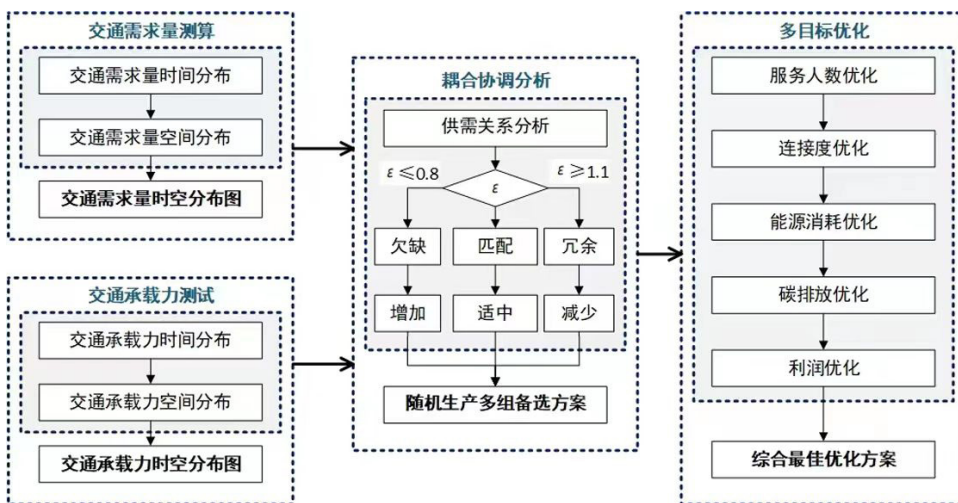 交通需求量测算
交通需求量时间分布
交通需求量空间分布
交通需求量时空分布图
交通承载力测试
交通承载力时间分布
交通承载力空间分布
交通承载力时空分布图
耦合协调分析
供需关系分析
ε≤0.8
ε
ε≥1.1
欠缺
匹配
冗余
增加
适中
减少
随机生产多组备选方案
多目标优化
服务人数优化
连接度优化
能源消耗优化
碳排放优化
利润优化
综合最佳优化方案